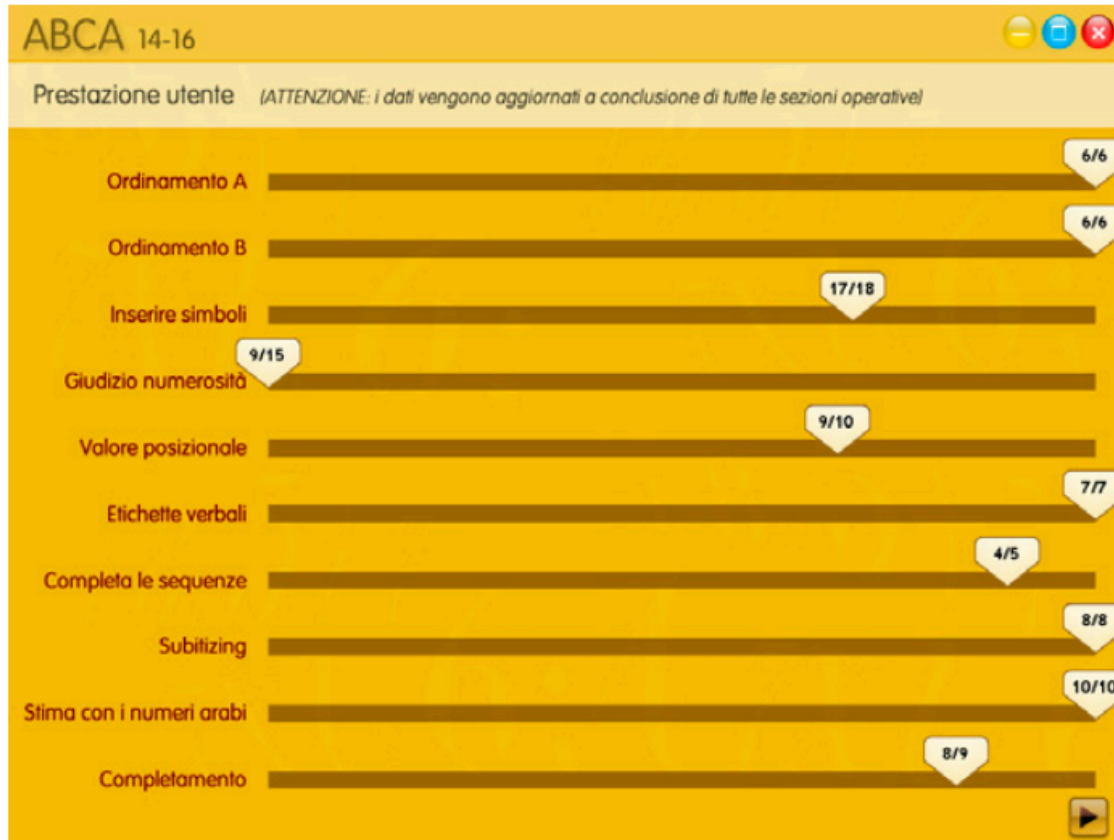 ABCA 14-16
Prestazione utente (ATTENZIONE: i dati vengono aggiornati a conclusione di tutte le sezioni operative)
6/6
Ordinamento A
6/6
Ordinamento B
17/18
Inserire simboli
9/15
Giudizio numerosità
9/10
Valore posizionale
7/7
Etichette verbali
4/5
Completa le sequenze
8/8
Subitizing
10/10
Stima con i numeri arabi
8/9
Completamento